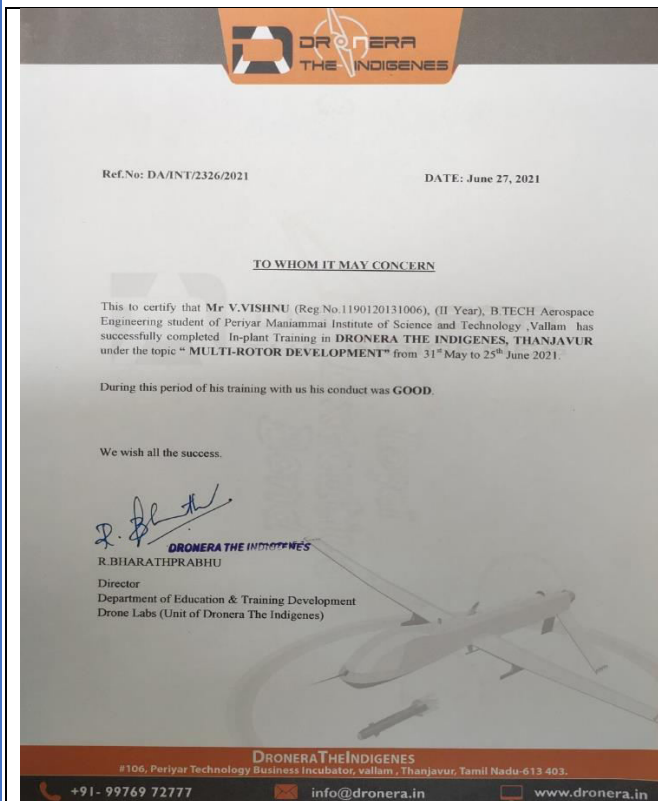 DRONERA
THE INDIGENES
Ref.No: DA/INT/2326/2021 DATE: June 27, 2021
TO WHOM IT MAY CONCERN
This to certify that Mr V.VISHNU (Reg.No.1190120131006), (II Year), B.TECH Aerospace
Engineering student of Periyar Maniammai Institute of Science and Technology ,Vallam has
successfully completed In-plant Training in DRONERA THE INDIGENES, THANJAVUR
under the topic “ MULTI-ROTOR DEVELOPMENT” from 31st May to 25th June 2021.
During this period of his training with us his conduct was GOOD.
We wish all the success.
DRONERA THE INDIGENES
R.BHARATHPRABHU
Director
Department of Education & Training Development
Drone Labs (Unit of Dronera The Indigenes)
DRONERATHEINDIGENES
#106, Periyar Technology Business Incubator, vallam , Thanjavur, Tamil Nadu-613 403.
+91- 99769 72777 info@dronera.in www.dronera.in